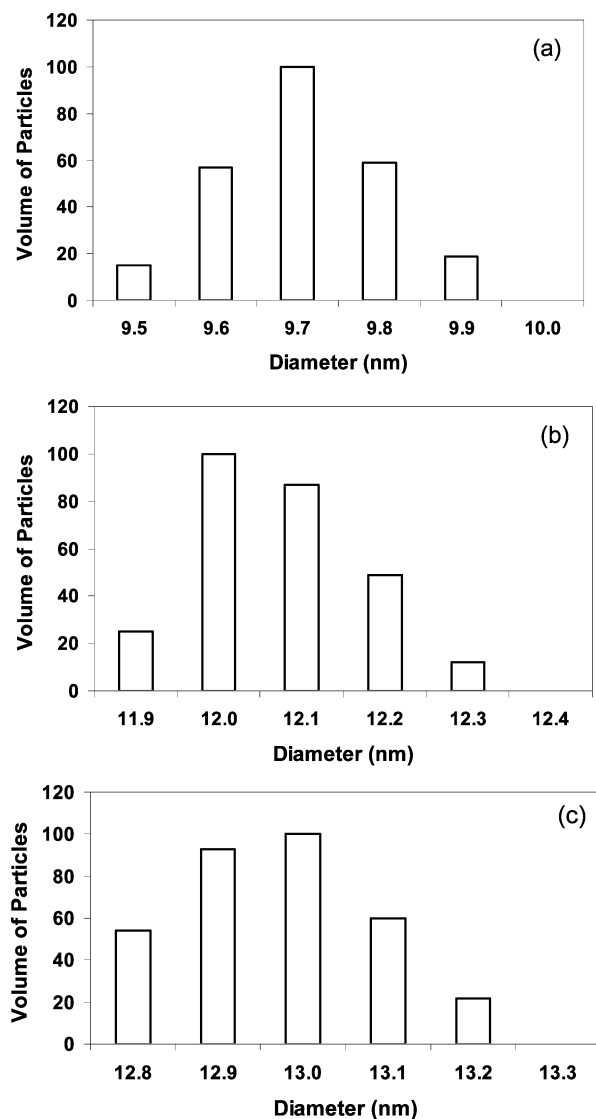 (a)
120
100
80
60
40
20
0
Volume of Particles
9.5 9.6 9.7 9.8 9.9 10.0
Diameter (nm)
(b)
120
100
80
60
40
20
0
Volume of Particles
11.9 12.0 12.1 12.2 12.3 12.4
Diameter (nm)
(c)
120
100
80
60
40
20
0
Volume of Particles
12.8 12.9 13.0 13.1 13.2 13.3
Diameter (nm)